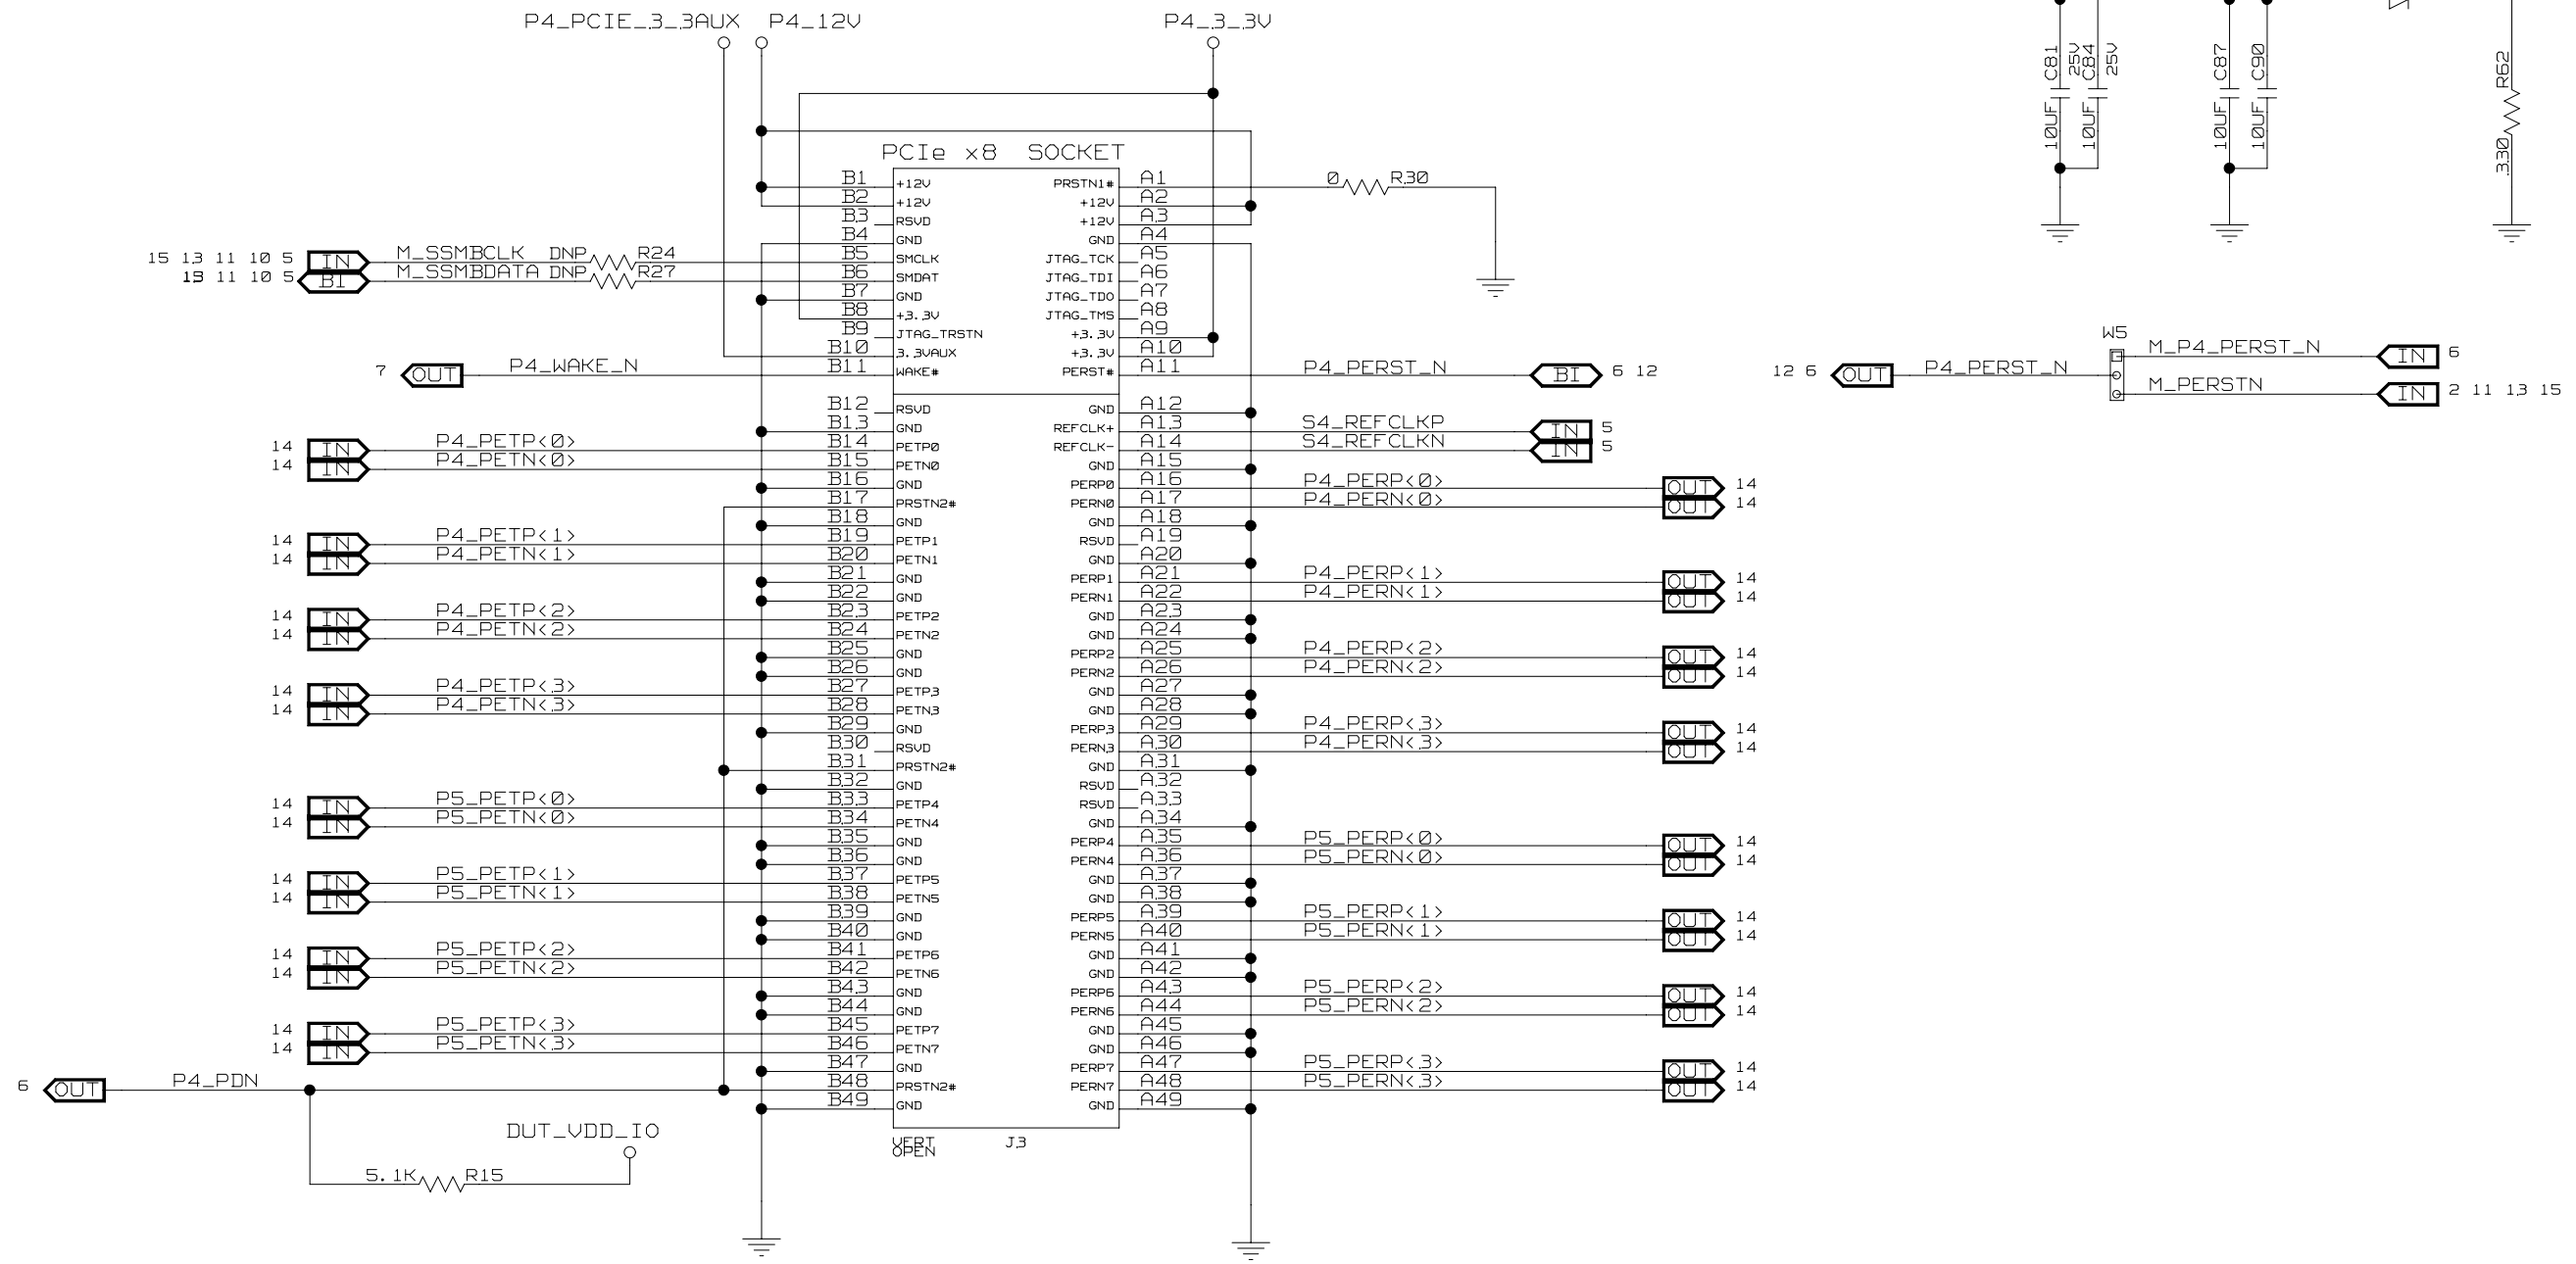 P4_PCIE_3_3AUX P4_12V P4_3_3V
C81 25V C84 25V C87 C90 R62
10UF 10UF 10UF 10UF 330
PCIe x8 SOCKET
B1 +12V PRSTN1# A1 0 R30
B2 +12V +12V A2
B3 RSVD +12V A3
B4 GND GND A4
15 13 11 10 5 IN M_SSMBCLK DNP R24 B5 SMCLK JTAG_TCK A5
13 11 10 5 BI M_SSMBDATA DNP R27 B6 SMDAT JTAG_TDI A6
B7 GND JTAG_TDO A7
B8 +3.3V JTAG_TMS A8
B9 JTAG_TRSTN +3.3V A9
B10 3.3VAUX +3.3V A10
7 OUT P4_WAKE_N B11 WAKE# PERST# A11 P4_PERST_N BI 6 12
W5
M_P4_PERST_N IN 6
12 6 OUT P4_PERST_N
M_PERSTN IN 2 11 13 15
B12 RSVD GND A12
B13 GND REFCLK+ A13 S4_REFCLKP IN 5
14 IN P4_PETP<0> B14 PETP0 REFCLK- A14 S4_REFCLKN IN 5
14 IN P4_PETN<0> B15 PETN0 GND A15
B16 GND PERP0 A16 P4_PERP<0> OUT 14
B17 PRSTN2# PERN0 A17 P4_PERN<0> OUT 14
B18 GND GND A18
14 IN P4_PETP<1> B19 PETP1 RSVD A19
14 IN P4_PETN<1> B20 PETN1 GND A20
B21 GND PERP1 A21 P4_PERP<1> OUT 14
B22 GND PERN1 A22 P4_PERN<1> OUT 14
14 IN P4_PETP<2> B23 PETP2 GND A23
14 IN P4_PETN<2> B24 PETN2 GND A24
B25 GND PERP2 A25 P4_PERP<2> OUT 14
B26 GND PERN2 A26 P4_PERN<2> OUT 14
14 IN P4_PETP<3> B27 PETP3 GND A27
14 IN P4_PETN<3> B28 PETN3 GND A28
B29 GND PERP3 A29 P4_PERP<3> OUT 14
B30 RSVD PERN3 A30 P4_PERN<3> OUT 14
B31 PRSTN2# GND A31
B32 GND RSVD A32
14 IN P5_PETP<0> B33 PETP4 RSVD A33
14 IN P5_PETN<0> B34 PETN4 GND A34
B35 GND PERP4 A35 P5_PERP<0> OUT 14
B36 GND PERN4 A36 P5_PERN<0> OUT 14
14 IN P5_PETP<1> B37 PETP5 GND A37
14 IN P5_PETN<1> B38 PETN5 GND A38
B39 GND PERP5 A39 P5_PERP<1> OUT 14
B40 GND PERN5 A40 P5_PERN<1> OUT 14
14 IN P5_PETP<2> B41 PETP6 GND A41
14 IN P5_PETN<2> B42 PETN6 GND A42
B43 GND PERP6 A43 P5_PERP<2> OUT 14
B44 GND PERN6 A44 P5_PERN<2> OUT 14
14 IN P5_PETP<3> B45 PETP7 GND A45
14 IN P5_PETN<3> B46 PETN7 GND A46
B47 GND PERP7 A47 P5_PERP<3> OUT 14
6 OUT P4_PDN B48 PRSTN2# PERN7 A48 P5_PERN<3> OUT 14
B49 GND GND A49
DUT_VDD_IO
VERT J3
OPEN
5.1K R15